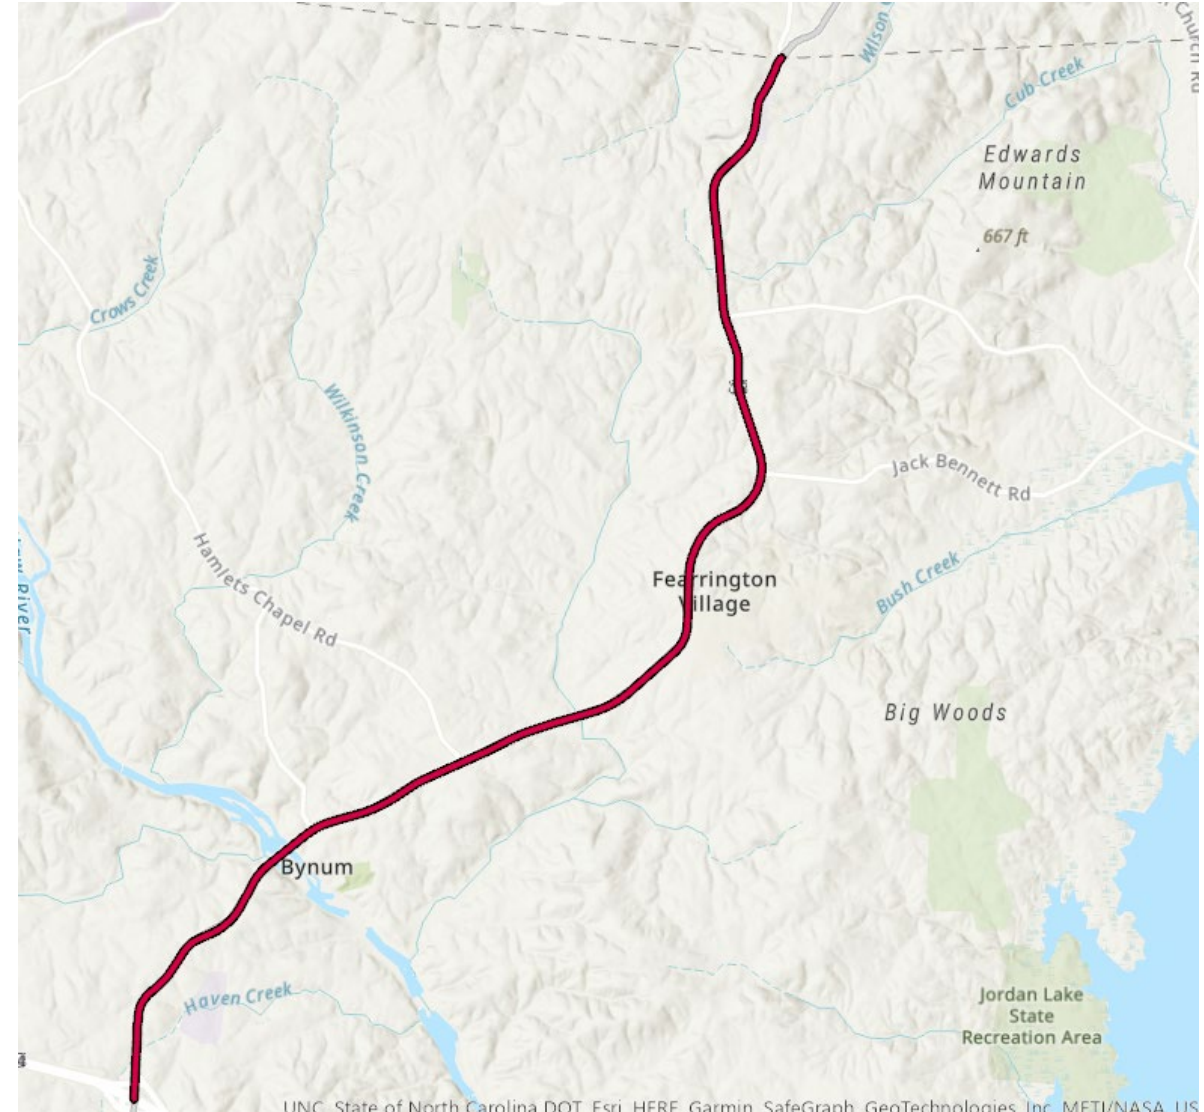 Wilson
Church Rd
Cub Creek
Edwards
Mountain
667 ft
Crows Creek
Wilkinson Creek
Jack Bennett Rd
Hamlets Chapel Rd
Fearrington
Village
Bush Creek
River
Big Woods
Bynum
Haven Creek
Jordan Lake
State
Recreation Area
UNC, State of North Carolina DOT, Esri, HERE, Garmin, SafeGraph, GeoTechnologies, Inc, METI/NASA, US